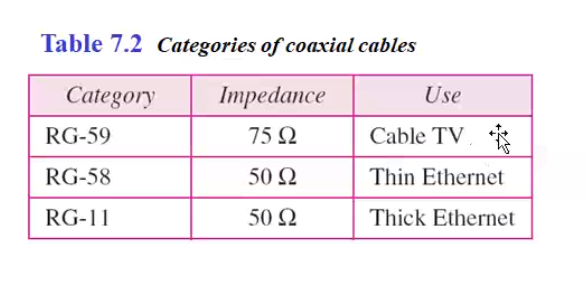 Table 7.2 Categories of coaxial cables
Category Impedance Use
RG-59 75 Ω Cable TV
RG-58 50 Ω Thin Ethernet
RG-11 50 Ω Thick Ethernet